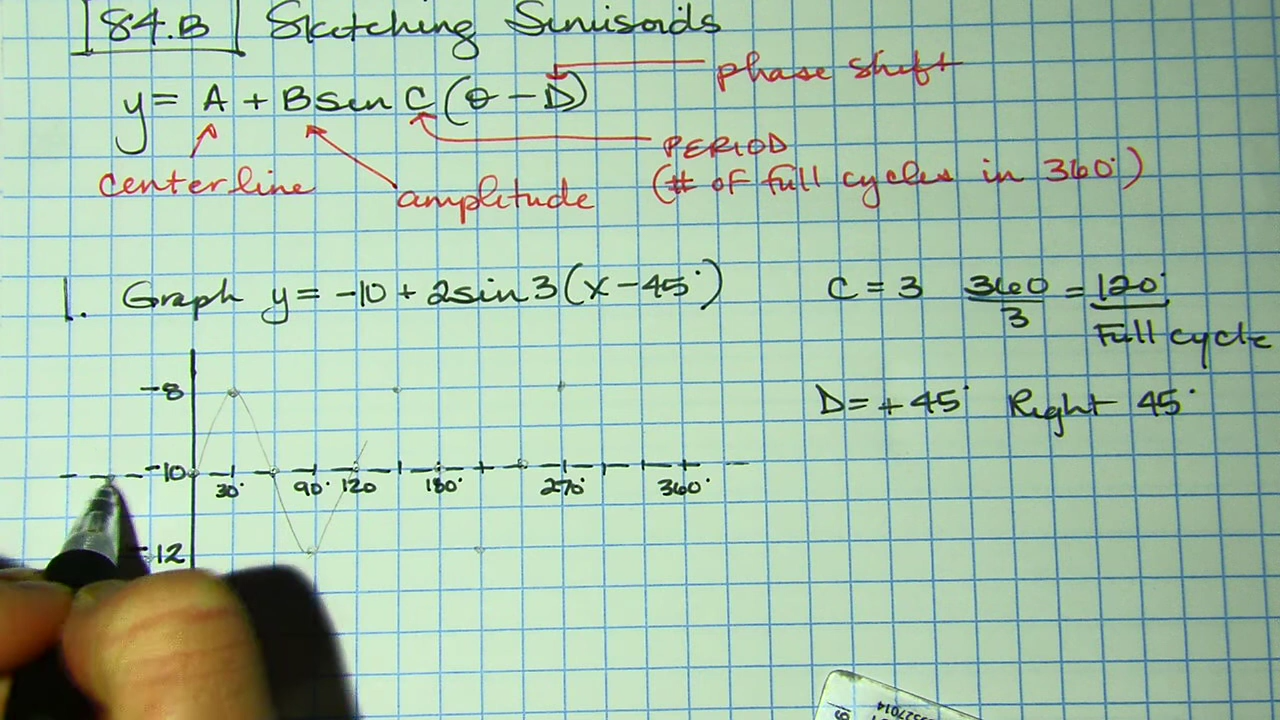 84.B Sketching Sinusoids
phase shift
y = A + B sin C (θ - D)
PERIOD
(# of full cycles in 360°)
centerline
amplitude
1. Graph y = -10 + 2 sin 3 (x - 45°)
C = 3 360/3 = 120°
Full cycle
D = +45° Right 45°
-8
-10
30° 90° 120 180° 270° 360°
-12